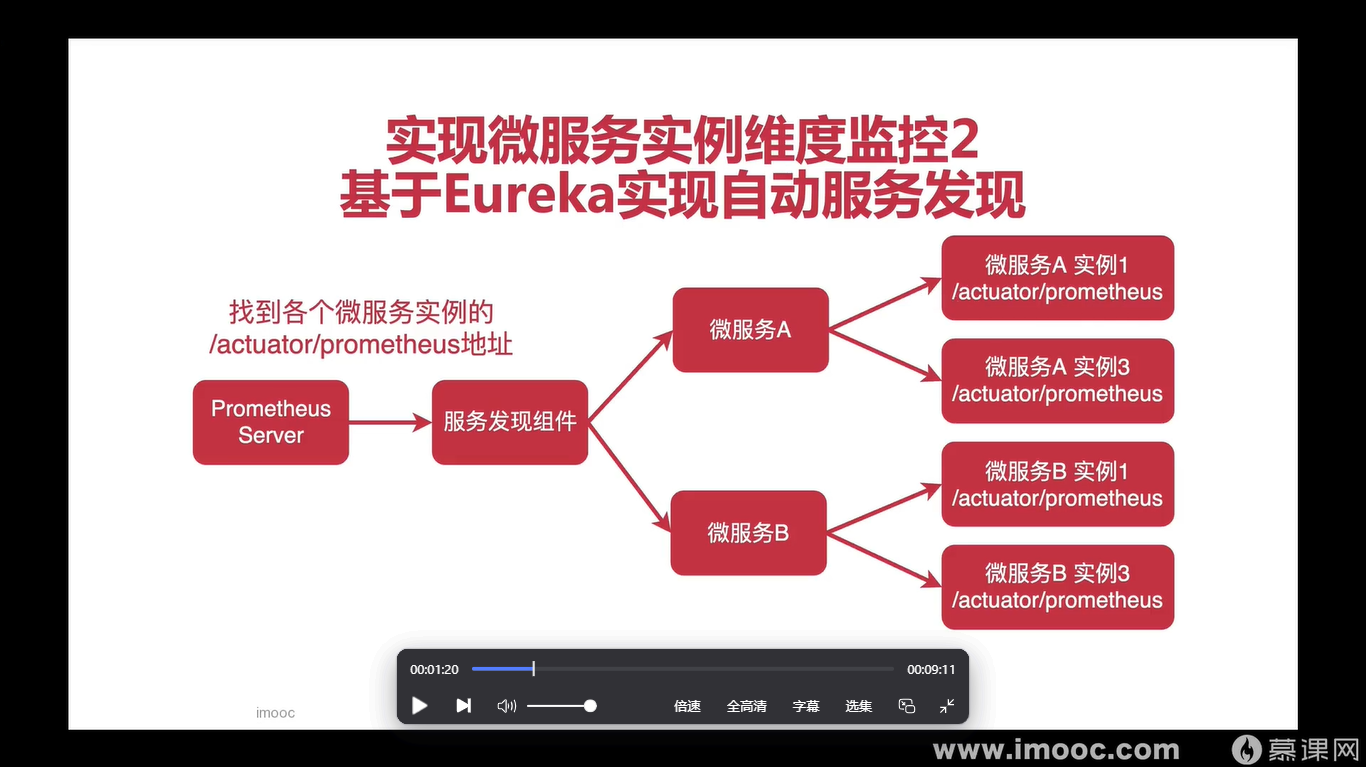 实现微服务实例维度监控2
基于Eureka实现自动服务发现
找到各个微服务实例的
/actuator/prometheus地址
Prometheus
Server
服务发现组件
微服务A
微服务B
微服务A 实例1
/actuator/prometheus
微服务A 实例3
/actuator/prometheus
微服务B 实例1
/actuator/prometheus
微服务B 实例3
/actuator/prometheus
00:01:20
00:09:11
倍速
全高清
字幕
选集
imooc
www.imooc.com
慕课网